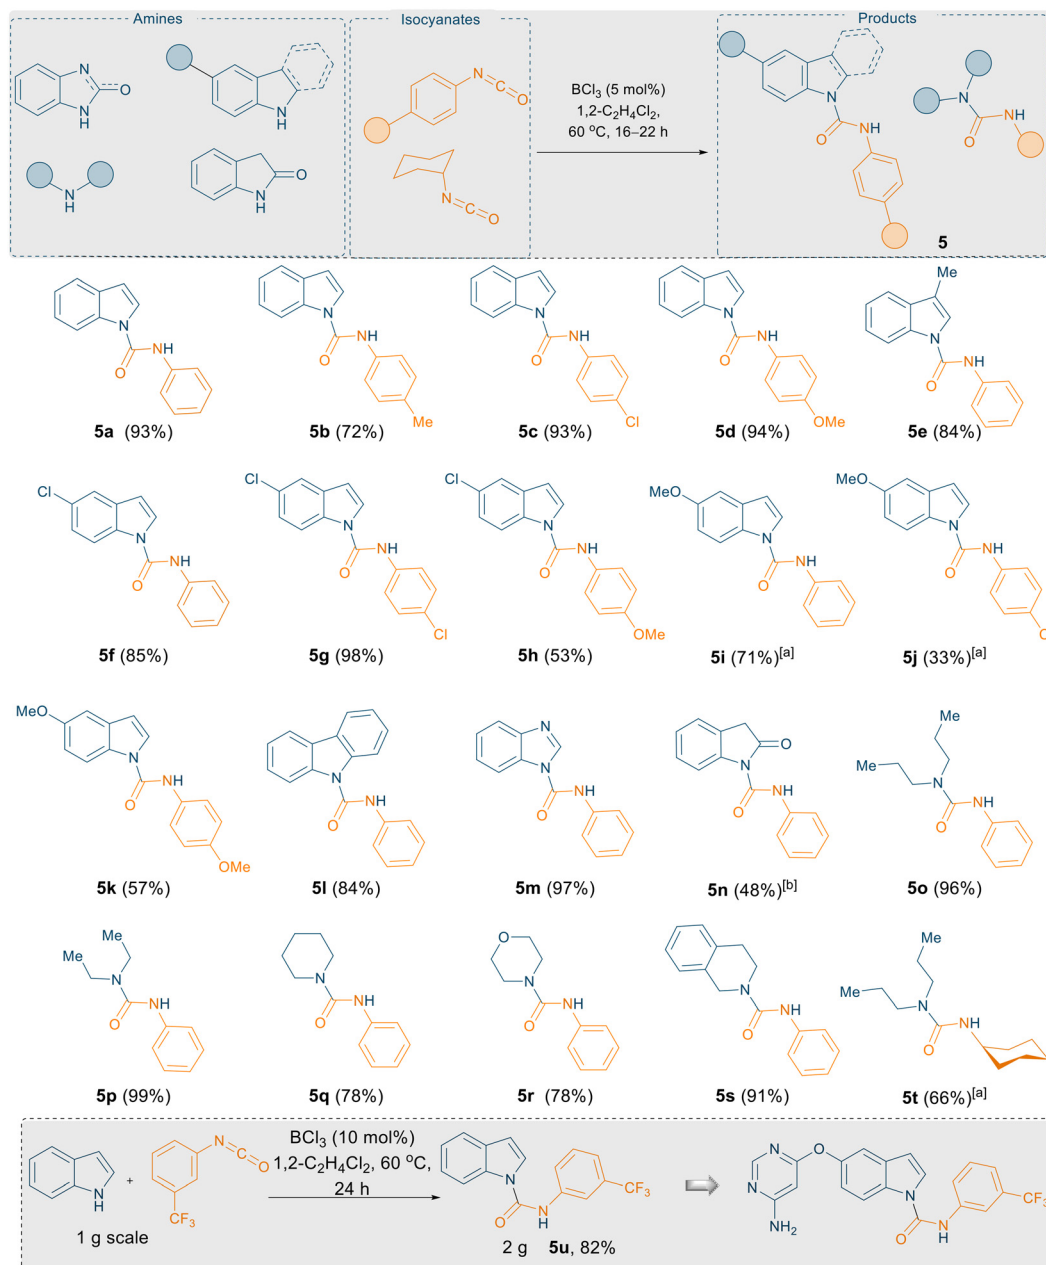 Amines
Isocyanates
Products
N
N
H
O
N
H
N
H
N
H
O
N
C
O
N
C
O
BCl3 (5 mol%)
1,2-C2H4Cl2,
60 oC, 16–22 h
N
O
NH
N
O
NH
5
N
O
NH
5a (93%)
N
O
NH
Me
5b (72%)
N
O
NH
Cl
5c (93%)
N
O
NH
OMe
5d (94%)
Me
N
O
NH
5e (84%)
Cl
N
O
NH
5f (85%)
Cl
N
O
NH
Cl
5g (98%)
Cl
N
O
NH
OMe
5h (53%)
MeO
N
O
NH
5i (71%)[a]
MeO
N
O
NH
5j (33%)[a]
MeO
N
O
NH
OMe
5k (57%)
N
O
NH
5l (84%)
N
N
O
NH
5m (97%)
O
N
O
NH
5n (48%)[b]
Me
Me
N
O
NH
5o (96%)
Me
Me
N
O
NH
5p (99%)
N
O
NH
5q (78%)
O
N
O
NH
5r (78%)
N
O
NH
5s (91%)
Me
Me
N
O
NH
5t (66%)[a]
N
H
+
N
C
O
CF3
1 g scale
BCl3 (10 mol%)
1,2-C2H4Cl2, 60 oC,
24 h
N
O
N
H
CF3
2 g 5u, 82%
N
N
NH2
O
N
O
N
H
CF3